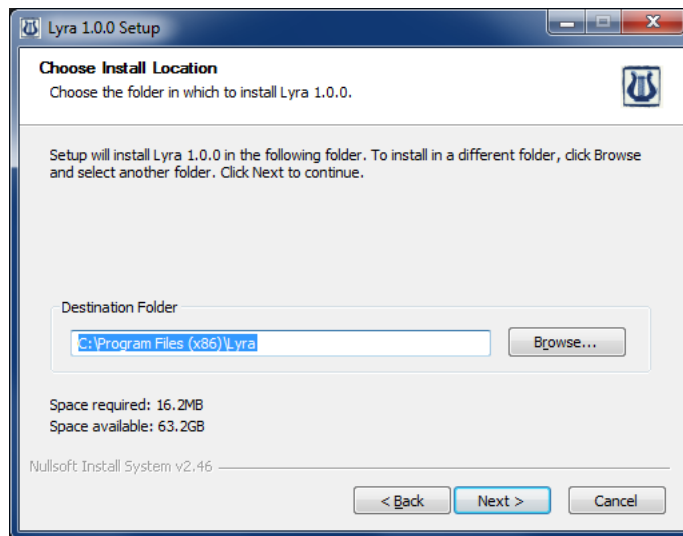 Lyra 1.0.0 Setup
Choose Install Location
Choose the folder in which to install Lyra 1.0.0.
Setup will install Lyra 1.0.0 in the following folder. To install in a different folder, click Browse
and select another folder. Click Next to continue.
Destination Folder
C:\Program Files (x86)\Lyra
Browse...
Space required: 16.2MB
Space available: 63.2GB
Nullsoft Install System v2.46
< Back
Next >
Cancel